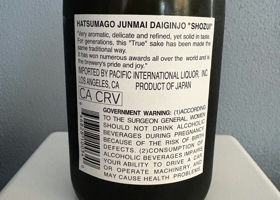 HATSUMAGO JUNMAI DAIGINJO "SHOZUI"
"Very aromatic, delicate and refined, yet solid in taste.
For generations, this "True" sake has been made the
same traditional way.
It has won numerous awards all over the world and is
the brewery's pride and joy."
IMPORTED BY PACIFIC INTERNATIONAL LIQUOR, INC
LOS ANGELES, CA PRODUCT OF JAPAN
CA CRV
GOVERNMENT WARNING: (1)ACCORDING
TO THE SURGEON GENERAL, WOMEN
SHOULD NOT DRINK ALCOHOLIC
BEVERAGES DURING PREGNANCY
BECAUSE OF THE RISK OF BIRTH
DEFECTS. (2)CONSUMPTION OF
ALCOHOLIC BEVERAGES IMPAIRS
YOUR ABILITY TO DRIVE A CAR
OR OPERATE MACHINERY, AND
MAY CAUSE HEALTH PROBLEMS.